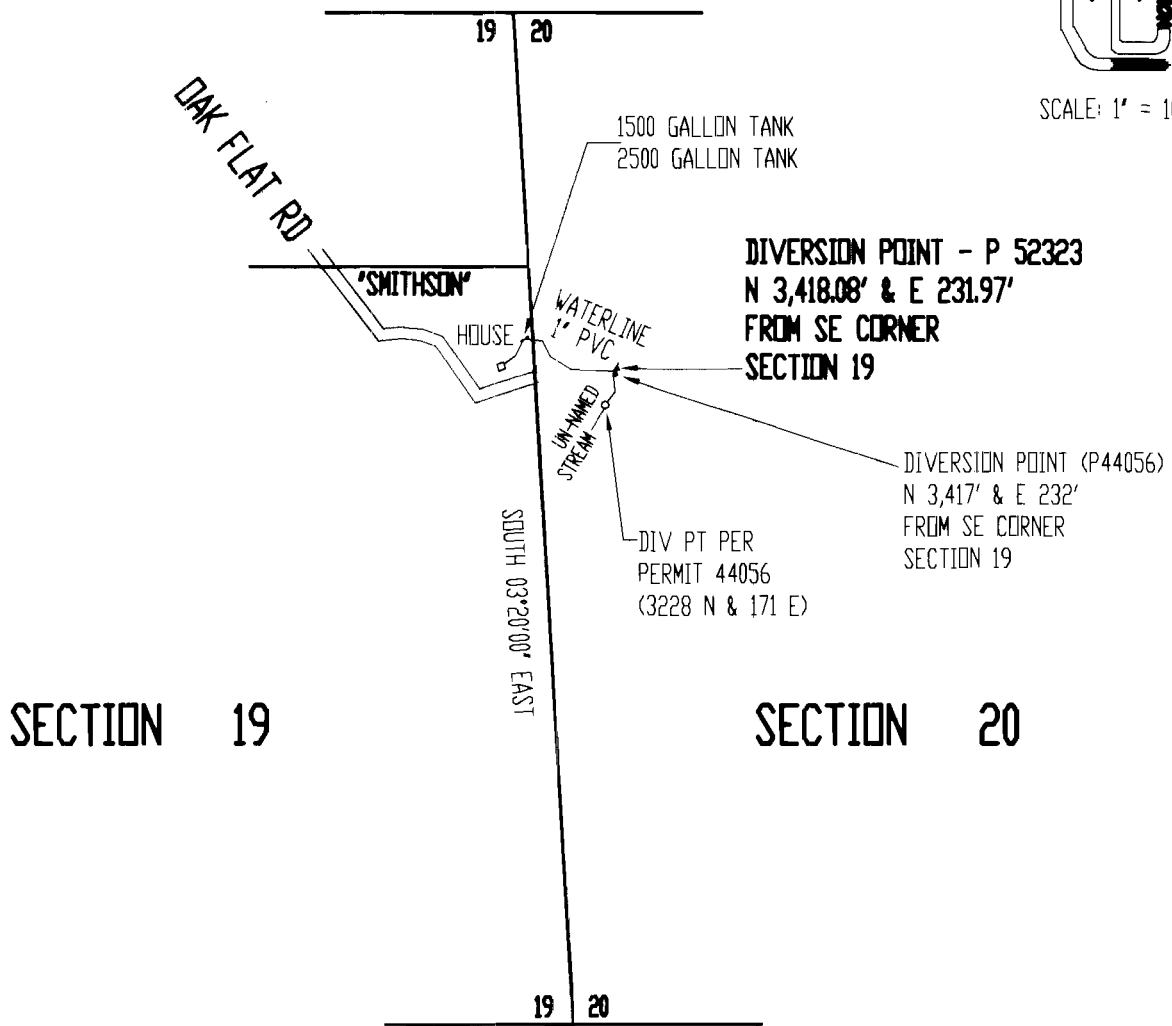 19 20
SCALE: 1" = 1
OAK FLAT RD
1500 GALLON TANK
2500 GALLON TANK
DIVERSION POINT - P 52323
N 3,418.08' & E 231.97'
FROM SE CORNER
SECTION 19
"SMITHSON"
HOUSE
WATERLINE
1" PVC
UN-NAMED
STREAM
DIVERSION POINT (P44056)
N 3,417' & E 232'
FROM SE CORNER
SECTION 19
DIV PT PER
PERMIT 44056
(3228 N & 171 E)
SOUTH 03°20'00" EAST
SECTION 19
SECTION 20
19 20